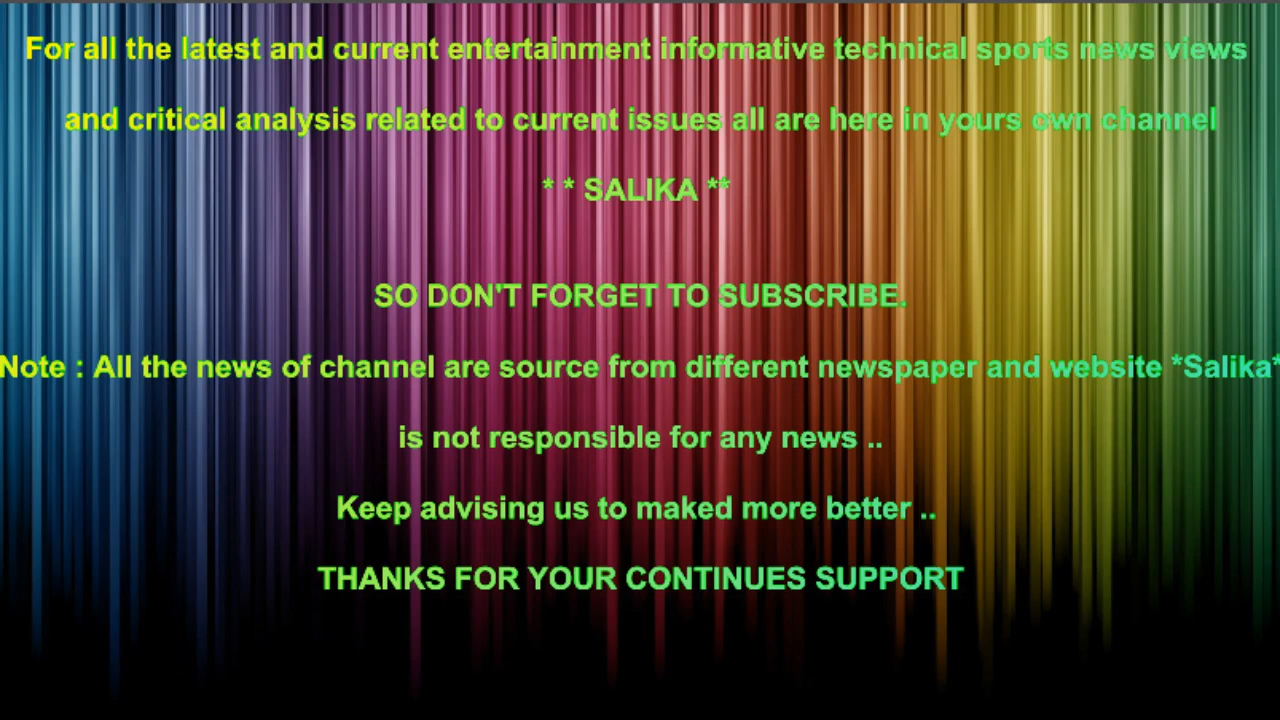 For all the latest and current entertainment informative technical sports news views
and critical analysis related to current issues all are here in yours own channel
* * SALIKA **
SO DON'T FORGET TO SUBSCRIBE.
Note : All the news of channel are source from different newspaper and website *Salika*
is not responsible for any news ..
Keep advising us to maked more better ..
THANKS FOR YOUR CONTINUES SUPPORT